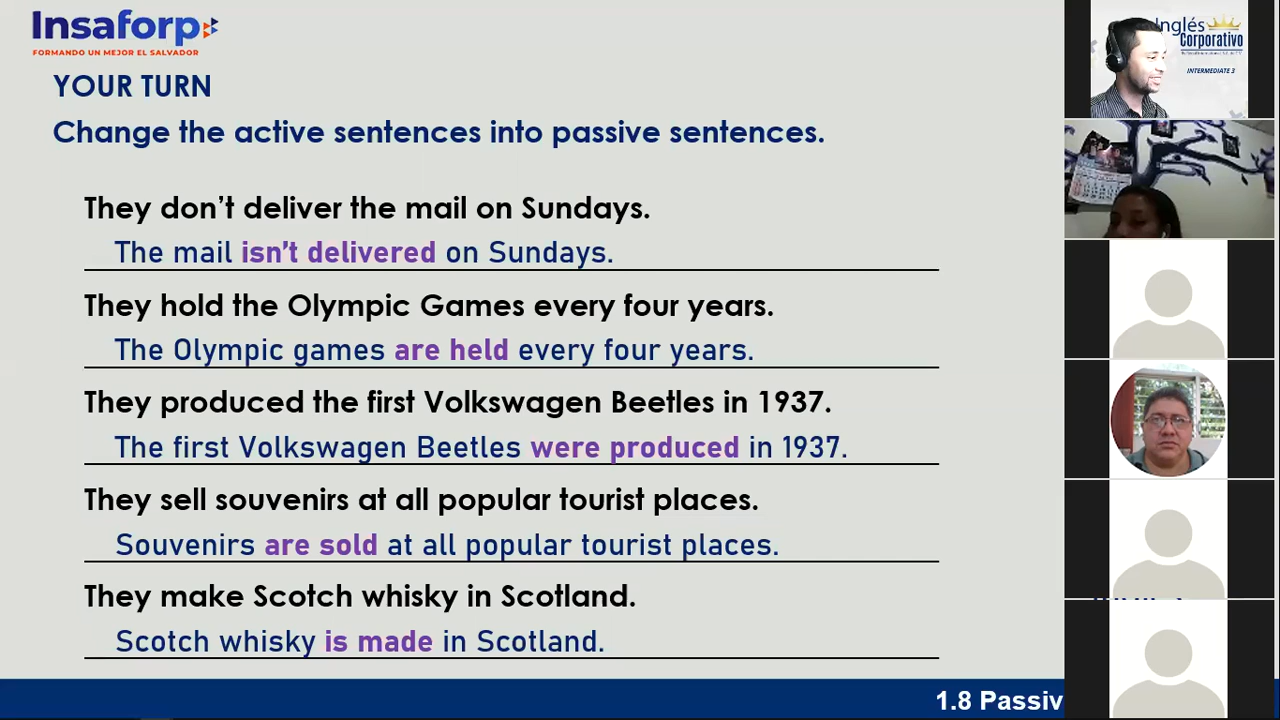 Insaforp
FORMANDO UN MEJOR EL SALVADOR
YOUR TURN
Change the active sentences into passive sentences.
They don't deliver the mail on Sundays.
The mail isn't delivered on Sundays.
They hold the Olympic Games every four years.
The Olympic games are held every four years.
They produced the first Volkswagen Beetles in 1937.
The first Volkswagen Beetles were produced in 1937.
They sell souvenirs at all popular tourist places.
Souvenirs are sold at all popular tourist places.
They make Scotch whisky in Scotland.
Scotch whisky is made in Scotland.
1.8 Passiv
Inglés
Corporativo
INTERMEDIATE 3